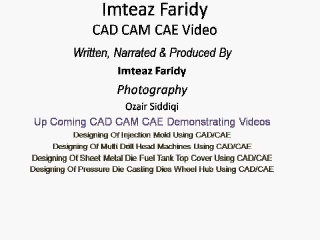 Imteaz Faridy
CAD CAM CAE Video
Written, Narrated & Produced By
Imteaz Faridy
Photography
Ozair Siddiqi
Up Coming CAD CAM CAE Demonstrating Videos
Designing Of Injection Mold Using CAD/CAE
Designing Of Multi Drill Head Machines Using CAD/CAE
Designing Of Sheet Metal Die Fuel Tank Top Cover Using CAD/CAE
Designing Of Pressure Die Casting Dies Wheel Hub Using CAD/CAE